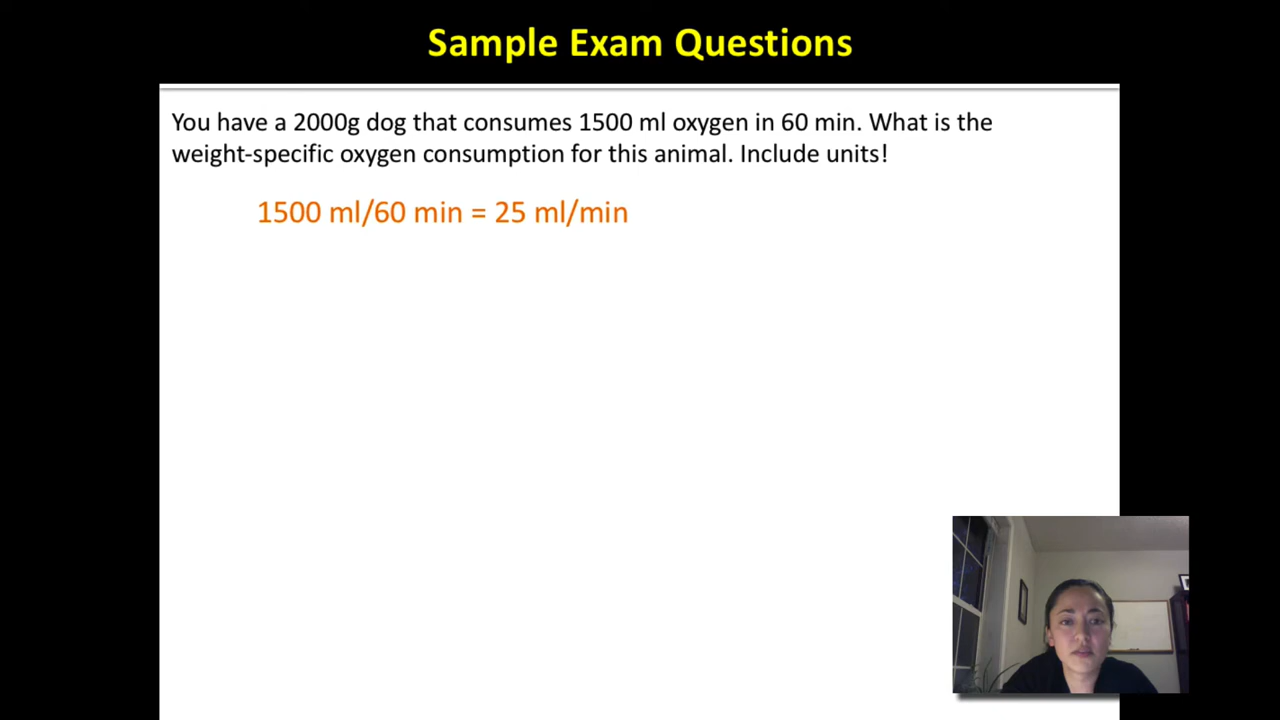 Sample Exam Questions
You have a 2000g dog that consumes 1500 ml oxygen in 60 min. What is the
weight-specific oxygen consumption for this animal. Include units!
1500 ml/60 min = 25 ml/min